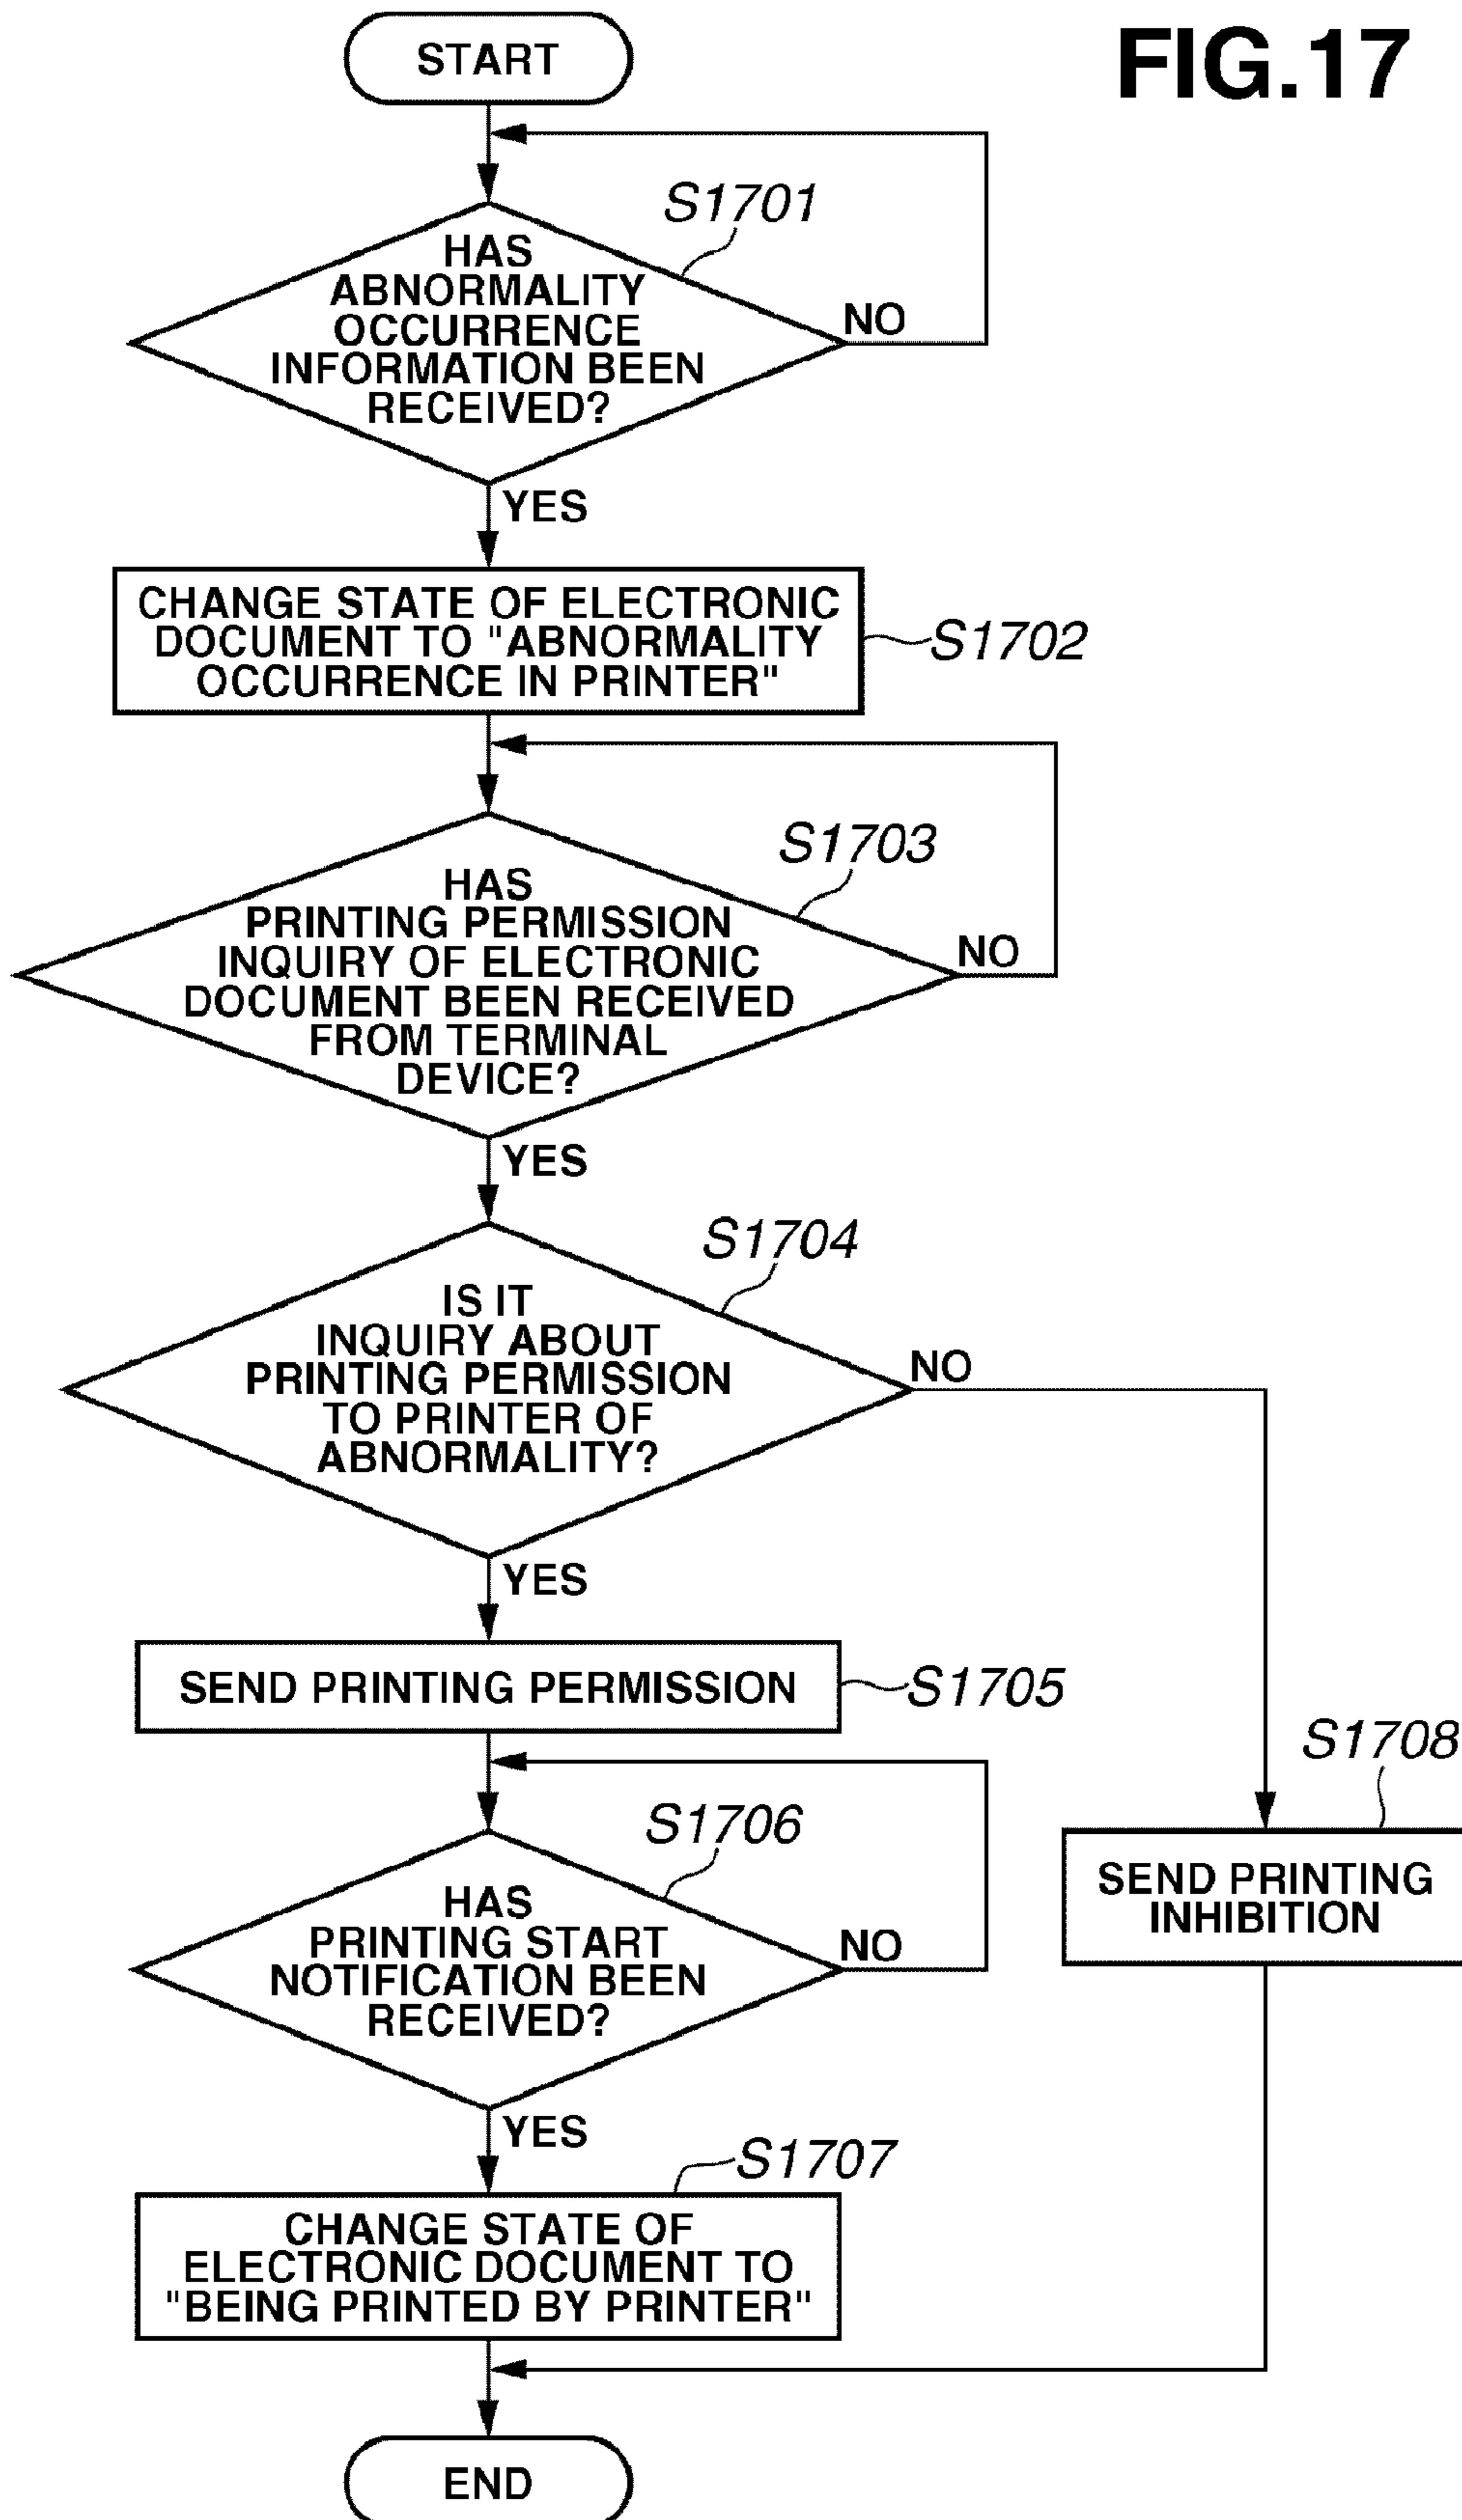 FIG.17
START
S1701
HAS
ABNORMALITY
OCCURRENCE
INFORMATION BEEN
RECEIVED?
NO
YES
CHANGE STATE OF ELECTRONIC
DOCUMENT TO "ABNORMALITY
OCCURRENCE IN PRINTER"
S1702
S1703
HAS
PRINTING PERMISSION
INQUIRY OF ELECTRONIC
DOCUMENT BEEN RECEIVED
FROM TERMINAL
DEVICE?
NO
YES
S1704
IS IT
INQUIRY ABOUT
PRINTING PERMISSION
TO PRINTER OF
ABNORMALITY?
NO
YES
SEND PRINTING PERMISSION
S1705
S1706
HAS
PRINTING START
NOTIFICATION BEEN
RECEIVED?
NO
YES
S1708
SEND PRINTING
INHIBITION
S1707
CHANGE STATE OF
ELECTRONIC DOCUMENT TO
"BEING PRINTED BY PRINTER"
END